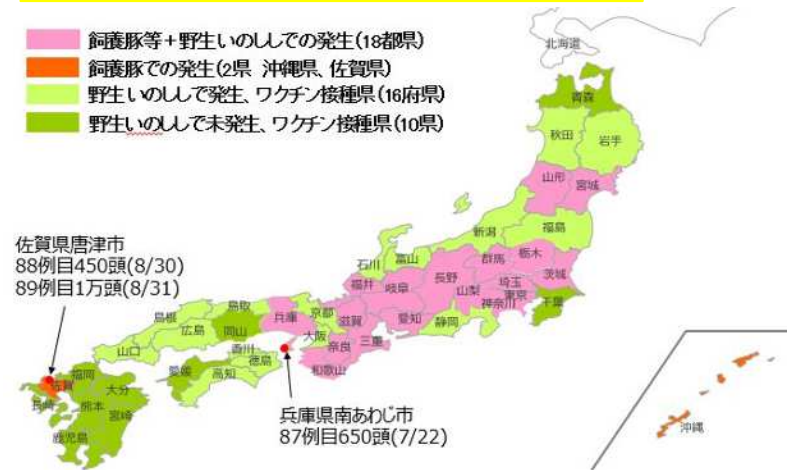 飼養豚等+野生いのししでの発生(18都県)
飼養豚での発生(2県 沖縄県、佐賀県)
野生いのししで発生、ワクチン接種県(16府県)
野生いのししで未発生、ワクチン接種県(10県)
北海道
青森
秋田
岩手
山形
宮城
新潟
福島
石川
富山
群馬
栃木
福井
岐阜
長野
茨城
埼玉
山梨
東京
神奈川
千葉
滋賀
愛知
静岡
佐賀県唐津市
88例目450頭(8/30)
89例目1万頭(8/31)
鳥取
島根
兵庫
京都
広島
岡山
大阪
奈良
三重
山口
香川
徳島
和歌山
愛媛
高知
福岡
佐賀
大分
長崎
熊本
宮崎
鹿児島
兵庫県南あわじ市
87例目650頭(7/22)
沖縄